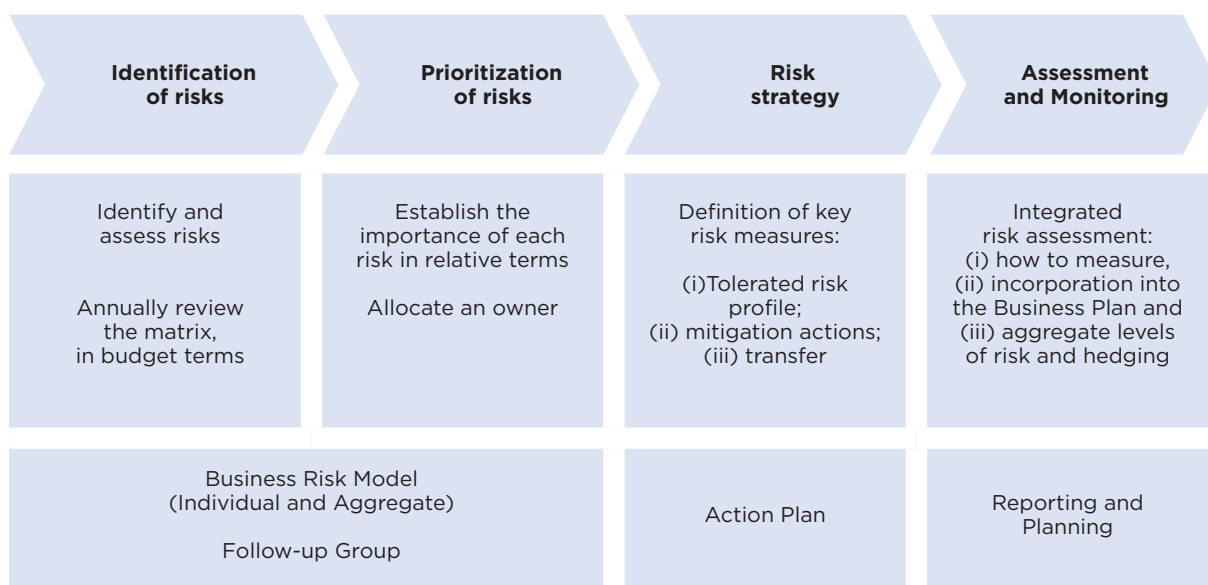 Identification
of risks
Prioritization
of risks
Risk
strategy
Assessment
and Monitoring
Identify and
assess risks
Annually review
the matrix,
in budget terms
Establish the
importance of each
risk in relative terms
Allocate an owner
Definition of key
risk measures:
(i)Tolerated risk
profile;
(ii) mitigation actions;
(iii) transfer
Integrated
risk assessment:
(i) how to measure,
(ii) incorporation into
the Business Plan and
(iii) aggregate levels
of risk and hedging
Business Risk Model
(Individual and Aggregate)
Follow-up Group
Action Plan
Reporting and
Planning